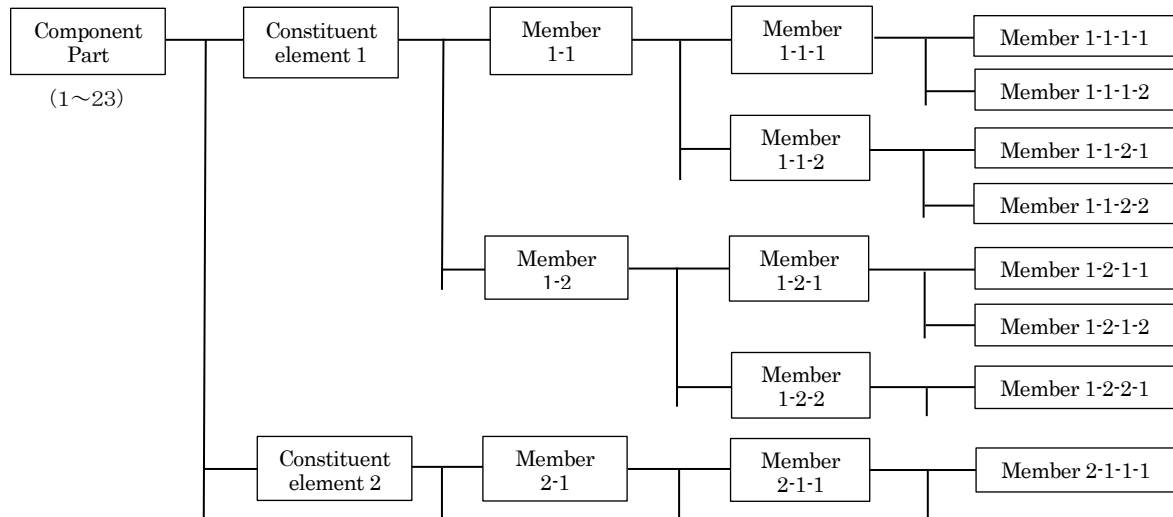 Component
Part
(1～23)
Constituent
element 1
Member
1-1
Member
1-1-1
Member 1-1-1-1
Member 1-1-1-2
Member
1-1-2
Member 1-1-2-1
Member 1-1-2-2
Member
1-2
Member
1-2-1
Member 1-2-1-1
Member 1-2-1-2
Member
1-2-2
Member 1-2-2-1
Constituent
element 2
Member
2-1
Member
2-1-1
Member 2-1-1-1